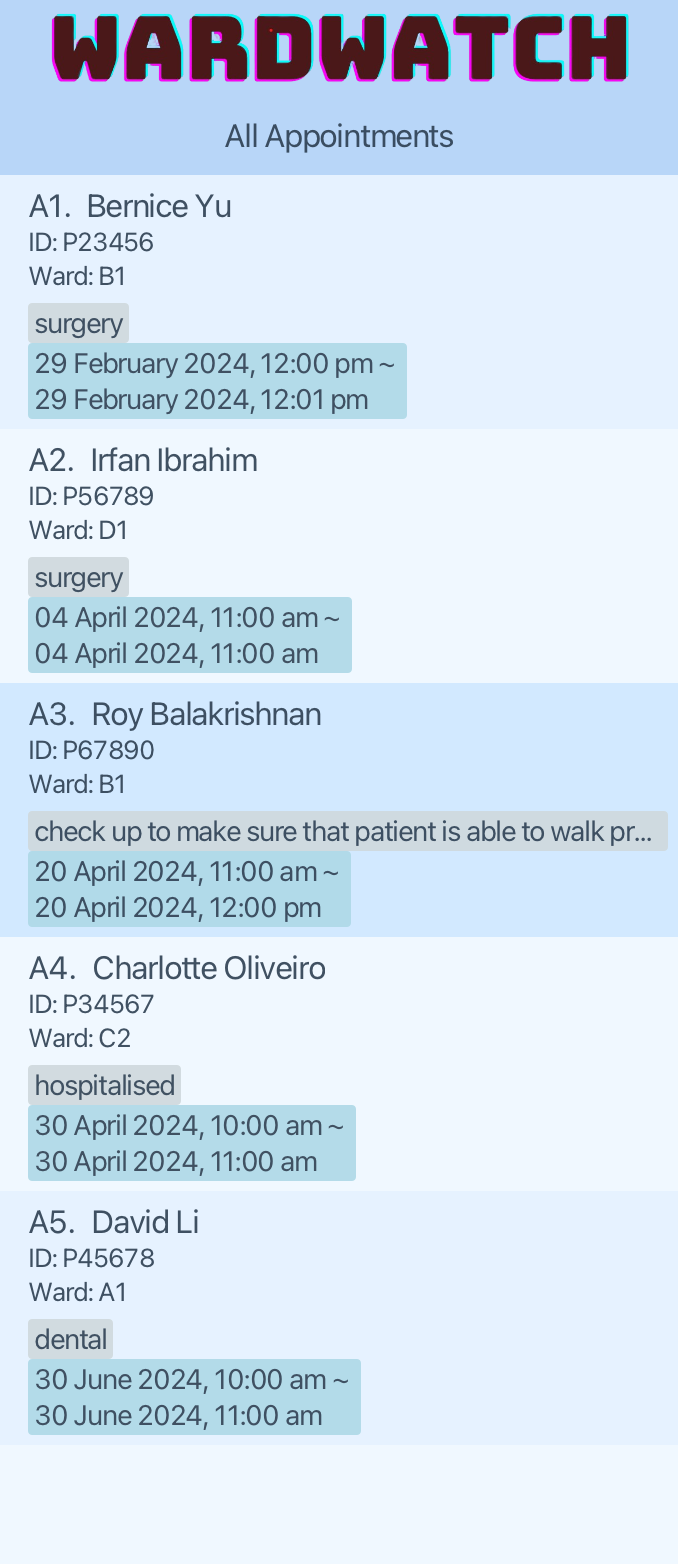 WARDWATCH
All Appointments
A1. Bernice Yu
ID: P23456
Ward: B1
surgery
29 February 2024, 12:00 pm ~
29 February 2024, 12:01 pm
A2. Irfan Ibrahim
ID: P56789
Ward: D1
surgery
04 April 2024, 11:00 am ~
04 April 2024, 11:00 am
A3. Roy Balakrishnan
ID: P67890
Ward: B1
check up to make sure that patient is able to walk pr...
20 April 2024, 11:00 am ~
20 April 2024, 12:00 pm
A4. Charlotte Oliveiro
ID: P34567
Ward: C2
hospitalised
30 April 2024, 10:00 am ~
30 April 2024, 11:00 am
A5. David Li
ID: P45678
Ward: A1
dental
30 June 2024, 10:00 am ~
30 June 2024, 11:00 am